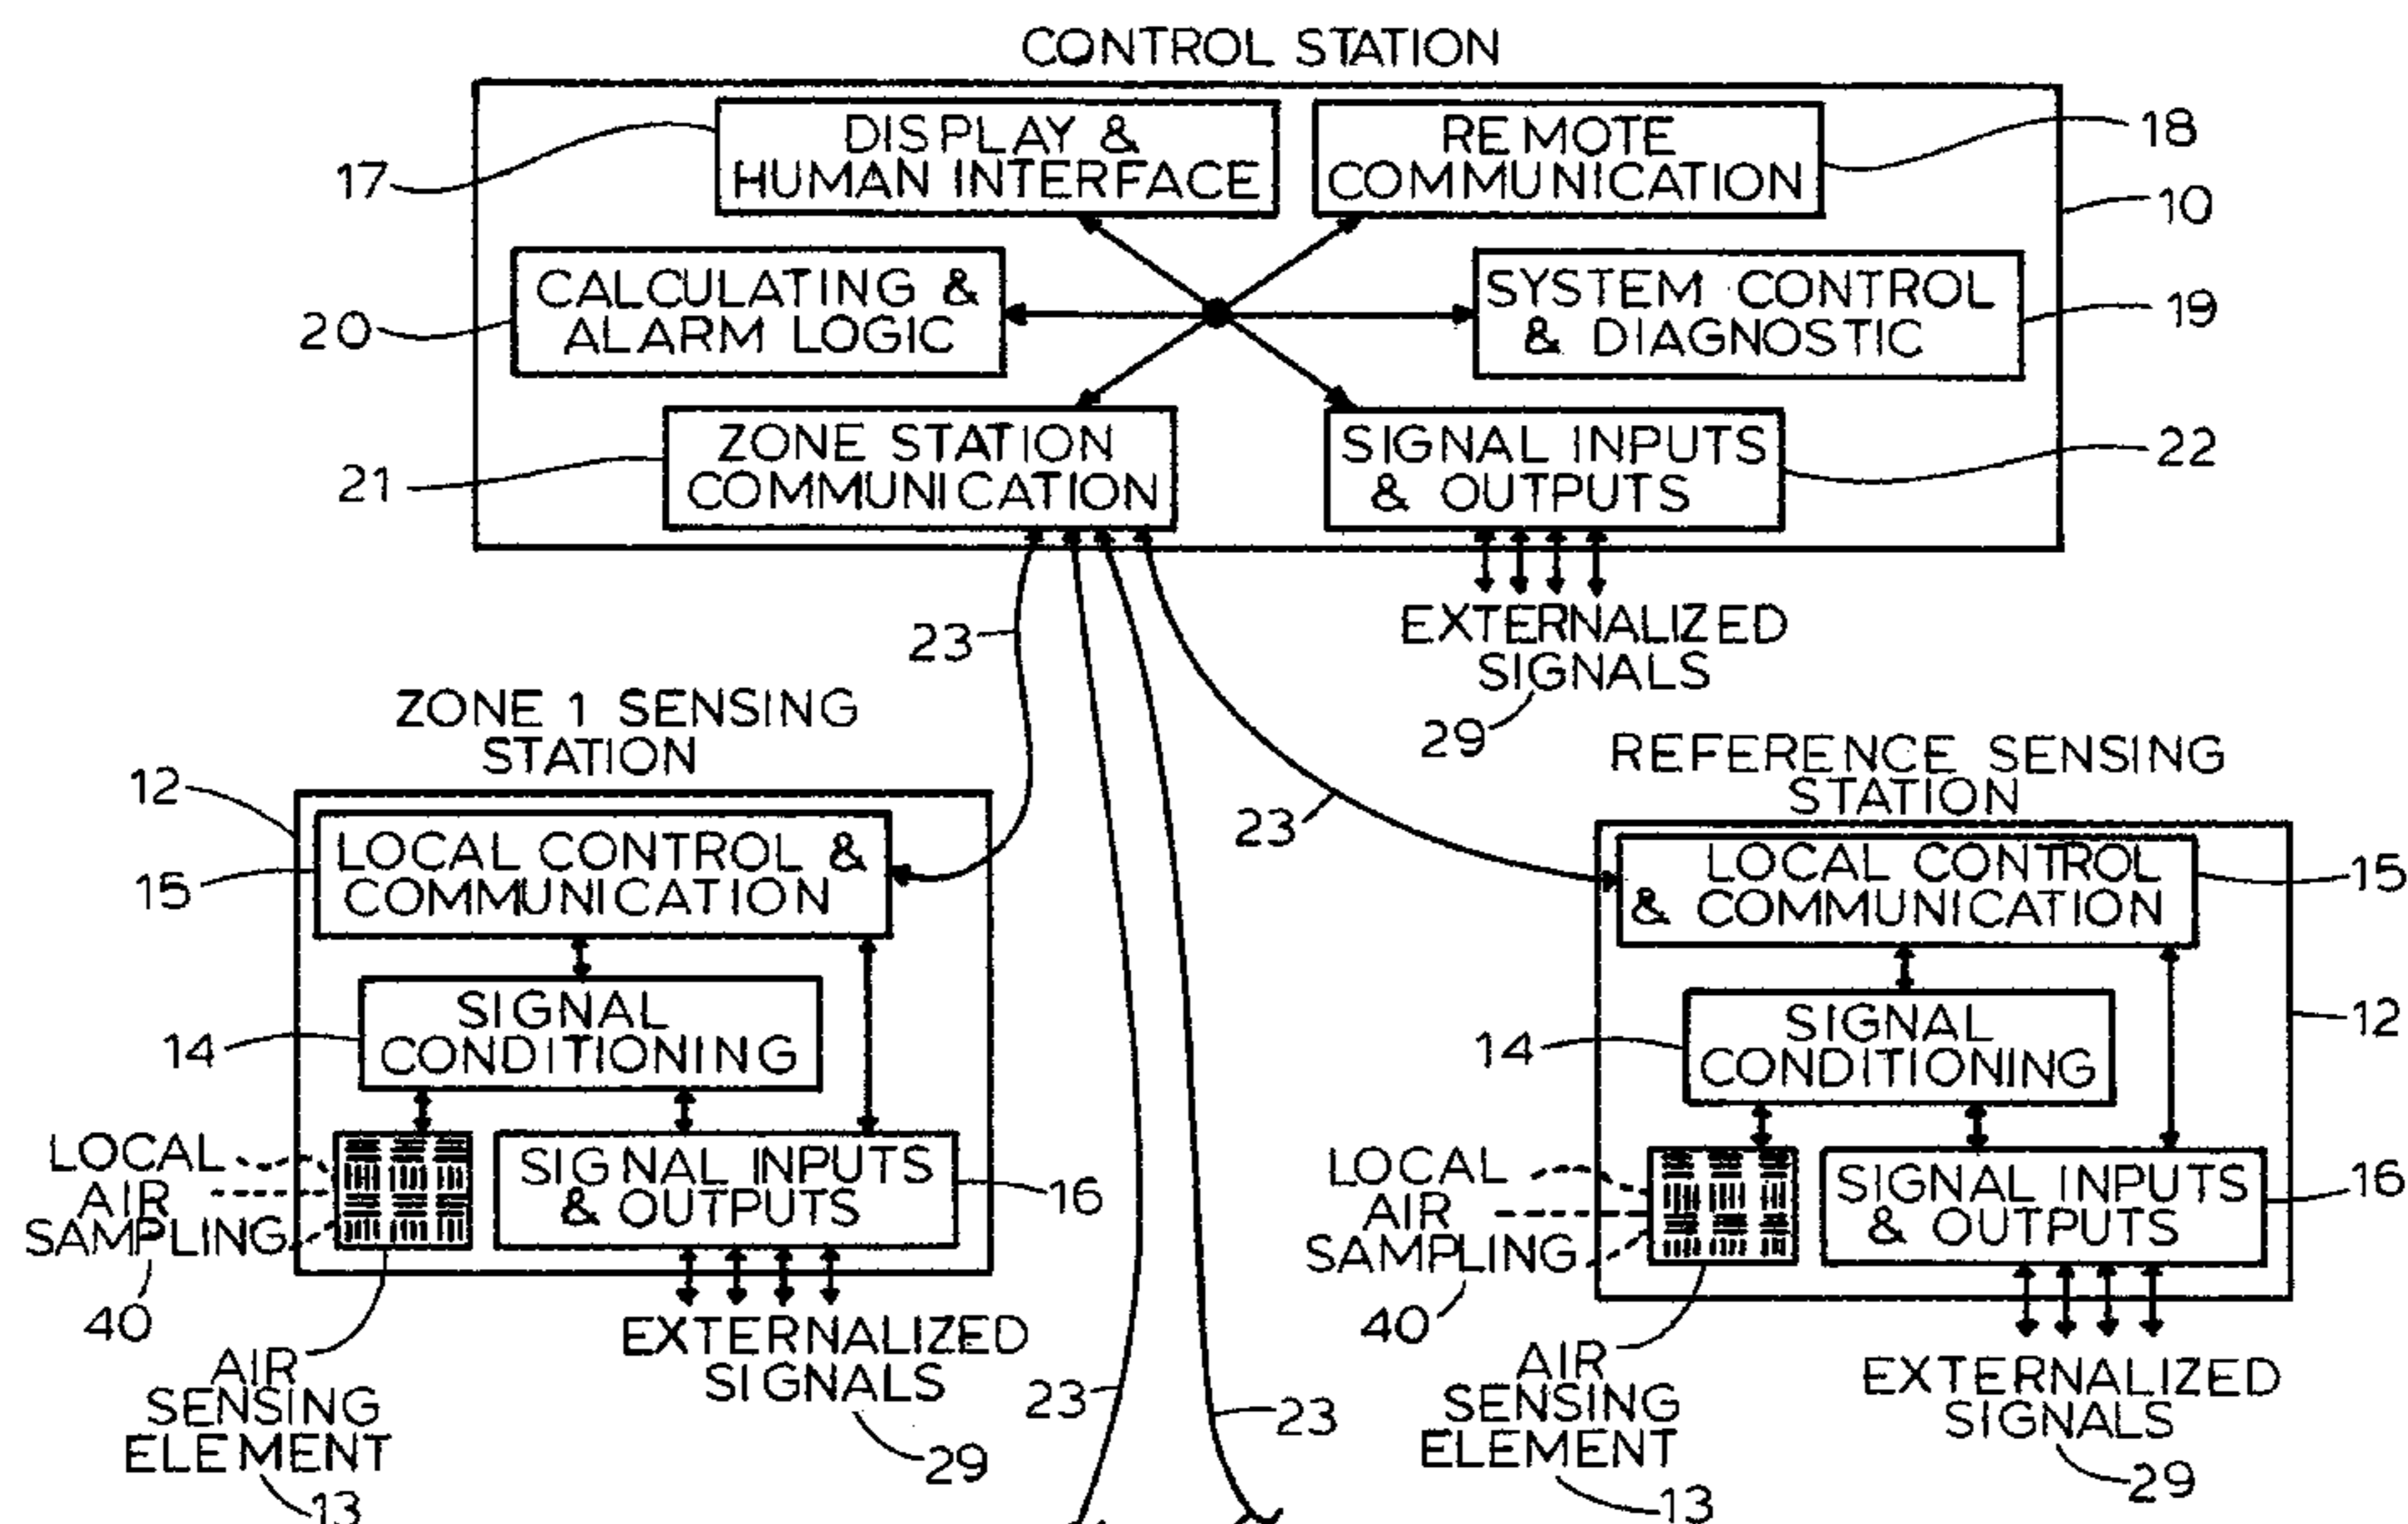 CONTROL STATION
DISPLAY &
HUMAN INTERFACE
17
REMOTE
COMMUNICATION
18
10
CALCULATING &
ALARM LOGIC
20
SYSTEM CONTROL
& DIAGNOSTIC
19
ZONE STATION
COMMUNICATION
21
SIGNAL INPUTS
& OUTPUTS
22
EXTERNALIZED
SIGNALS
29
23
23
ZONE 1 SENSING
STATION
12
LOCAL CONTROL &
COMMUNICATION
15
SIGNAL
CONDITIONING
14
LOCAL
AIR
SAMPLING
40
SIGNAL INPUTS
& OUTPUTS
16
AIR
SENSING
ELEMENT
13
EXTERNALIZED
SIGNALS
29
23
23
REFERENCE SENSING
STATION
LOCAL CONTROL
& COMMUNICATION
15
12
SIGNAL
CONDITIONING
14
LOCAL
AIR
SAMPLING
40
SIGNAL INPUTS
& OUTPUTS
16
AIR
SENSING
ELEMENT
13
EXTERNALIZED
SIGNALS
29